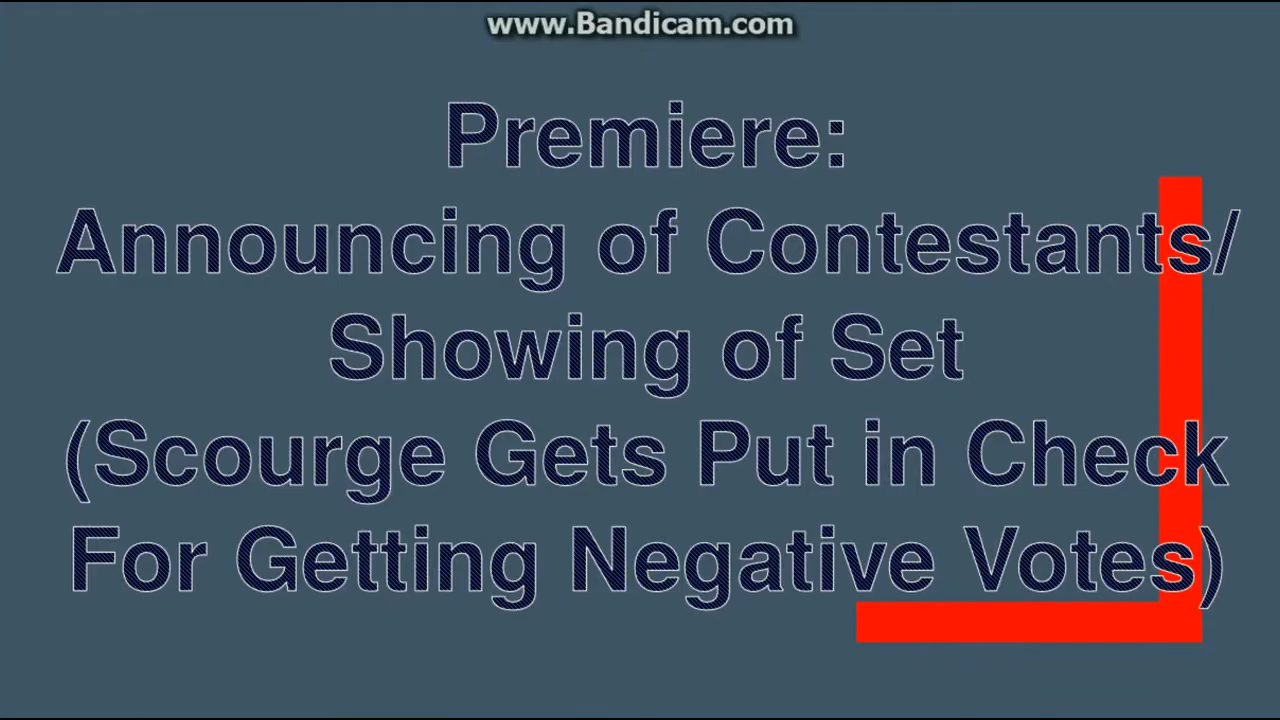 www.Bandicam.com
Premiere:
Announcing of Contestants/
Showing of Set
(Scourge Gets Put in Check
For Getting Negative Votes)